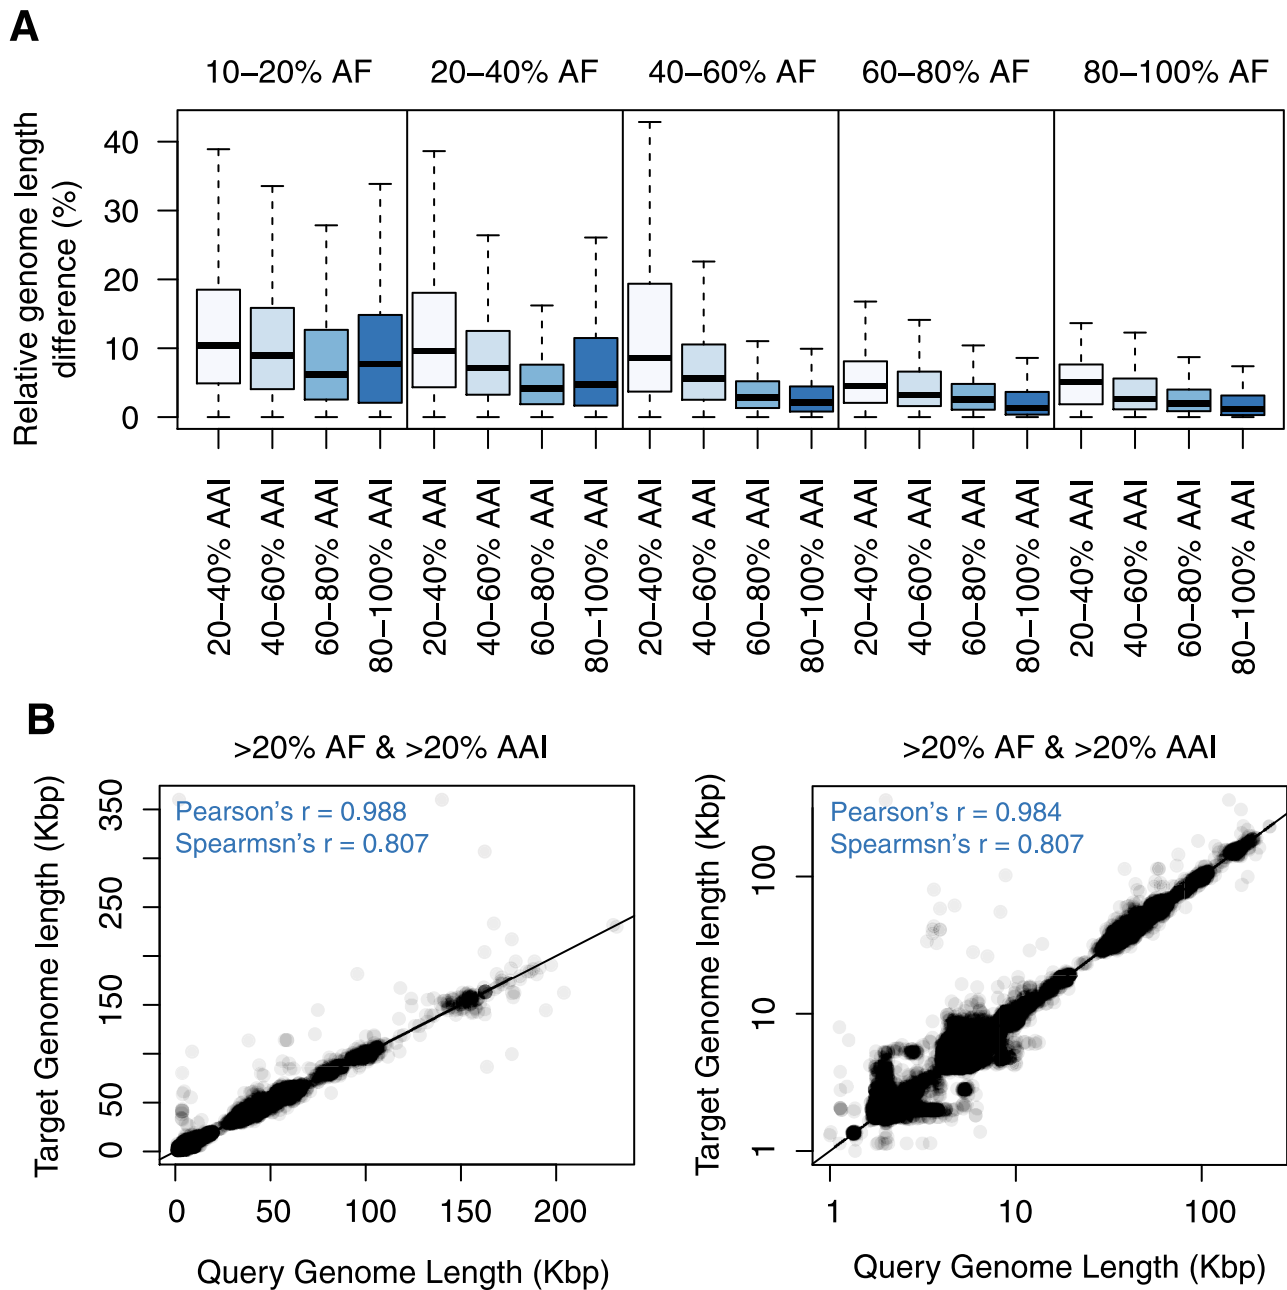 A
10–20% AF 20–40% AF 40–60% AF 60–80% AF 80–100% AF
Relative genome length
difference (%)
40
30
20
10
0
20–40% AAI 40–60% AAI 60–80% AAI 80–100% AAI 20–40% AAI 40–60% AAI 60–80% AAI 80–100% AAI 20–40% AAI 40–60% AAI 60–80% AAI 80–100% AAI 20–40% AAI 40–60% AAI 60–80% AAI 80–100% AAI 20–40% AAI 40–60% AAI 60–80% AAI 80–100% AAI
B
>20% AF & >20% AAI
Pearson's r = 0.988
Spearmsn's r = 0.807
Target Genome length (Kbp)
350
250
150
50
0
0 50 100 150 200
Query Genome Length (Kbp)
>20% AF & >20% AAI
Pearson's r = 0.984
Spearmsn's r = 0.807
Target Genome length (Kbp)
100
10
1
1 10 100
Query Genome Length (Kbp)